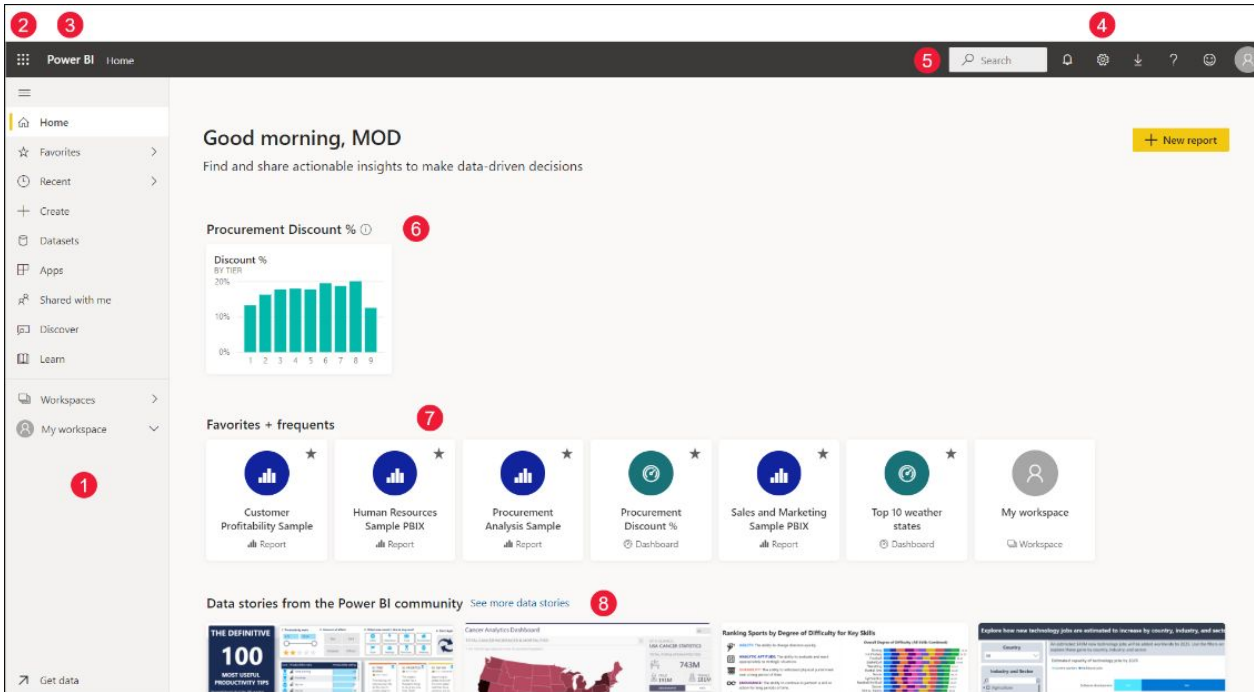 2 3 4
Power BI Home 5 Search ?
Home
Favorites
Recent
Create
Datasets
Apps
Shared with me
Discover
Learn
Workspaces
My workspace
1
Get data
Good morning, MOD
Find and share actionable insights to make data-driven decisions
+ New report
Procurement Discount % 6
Discount %
BY TIER
20%
10%
0%
1 2 3 4 5 6 7 8 9
Favorites + frequents 7
Customer Profitability Sample
Report
Human Resources Sample PBIX
Report
Procurement Analysis Sample
Report
Procurement Discount %
Dashboard
Sales and Marketing Sample PBIX
Report
Top 10 weather states
Dashboard
My workspace
Workspace
Data stories from the Power BI community See more data stories 8
THE DEFINITIVE
100
MOST USEFUL
PRODUCTIVITY TIPS
Cancer Analytics Dashboard
743M
Ranking Sports by Degree of Difficulty for Key Skills
Explore how new technology jobs are estimated to increase by country, industry, and sect
Country
All
Industry and Sector